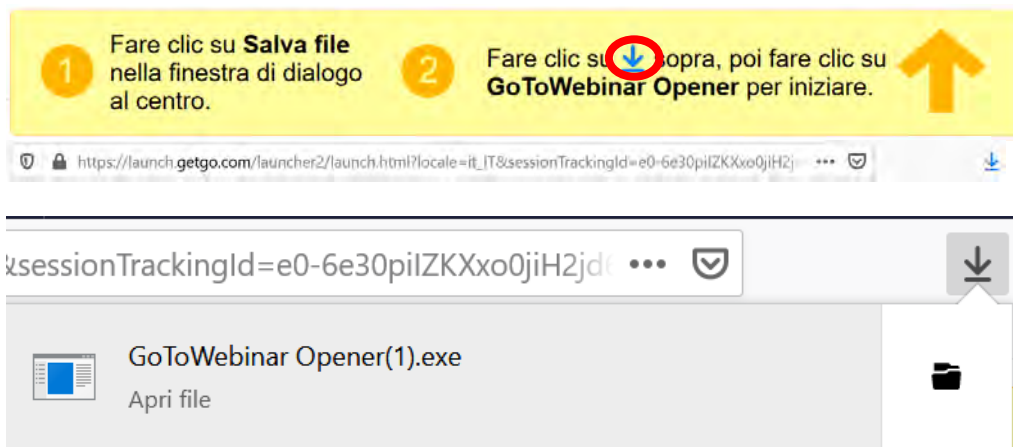 1
Fare clic su Salva file
nella finestra di dialogo
al centro.
2
Fare clic su sopra, poi fare clic su
GoToWebinar Opener per iniziare.
https://launch.getgo.com/launcher2/launch.html?locale=it_IT&sessionTrackingId=e0-6e30pilZKXxo0jiH2j
&sessionTrackingId=e0-6e30pilZKXxo0jiH2jd
GoToWebinar Opener(1).exe
Apri file